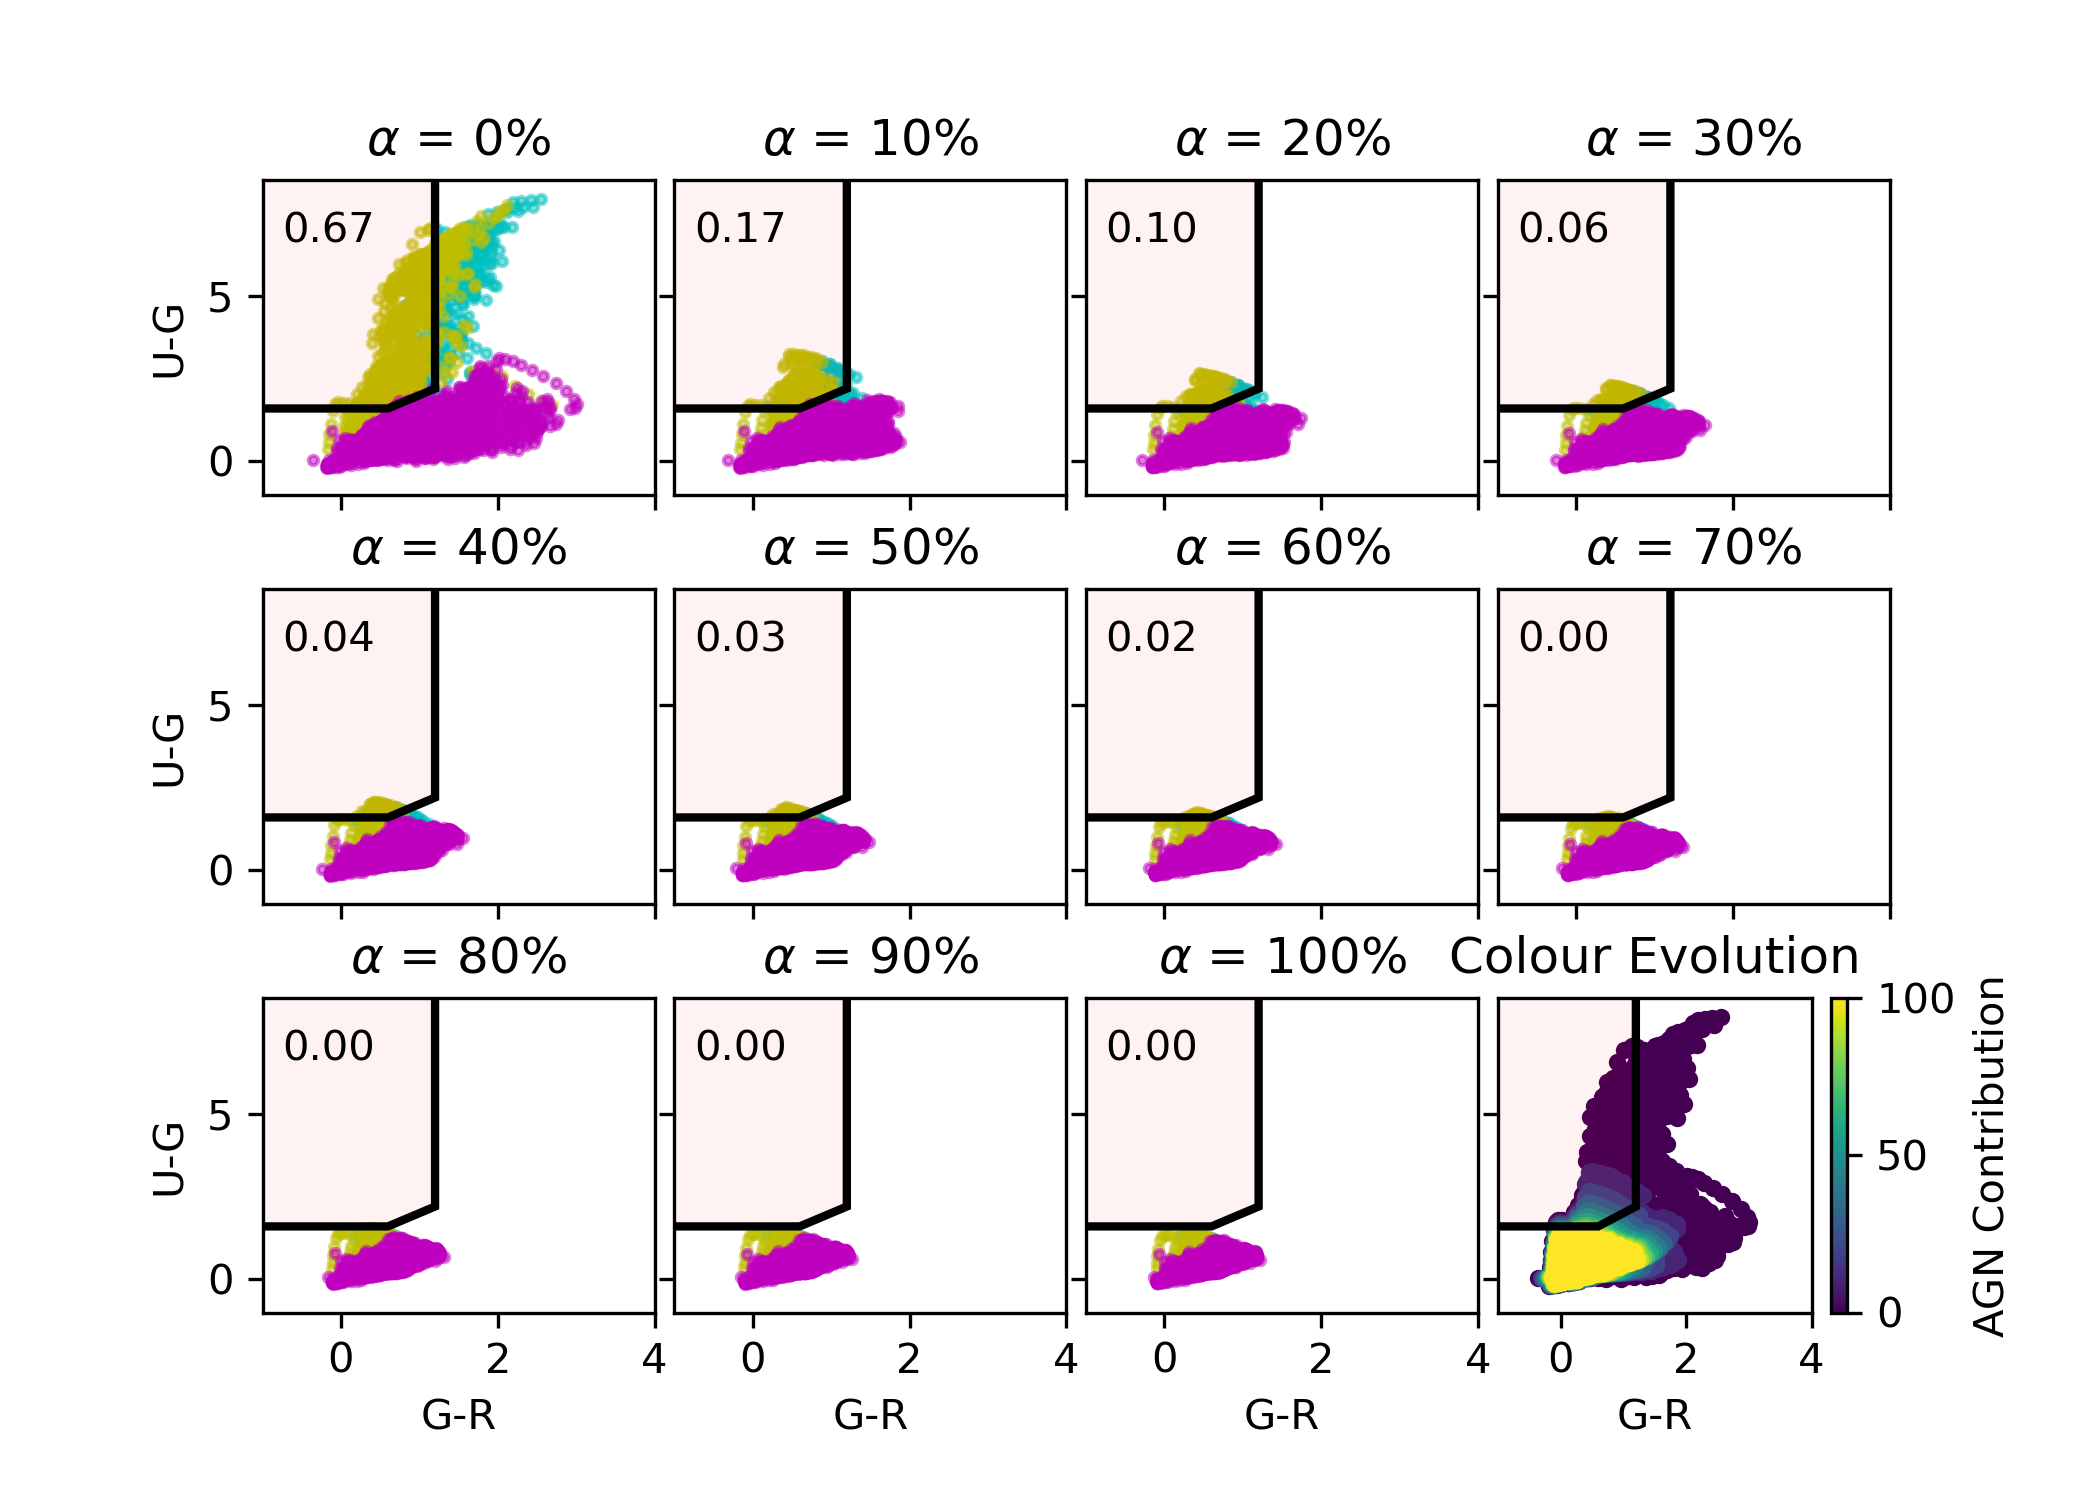 α = 0%
α = 10%
α = 20%
α = 30%
0.67
0.17
0.10
0.06
U-G
5
0
α = 40%
α = 50%
α = 60%
α = 70%
0.04
0.03
0.02
0.00
U-G
5
0
α = 80%
α = 90%
α = 100%
Colour Evolution
0.00
0.00
0.00
U-G
5
0
100
50
0
AGN Contribution
0 2 4
0 2 4
0 2 4
0 2 4
G-R
G-R
G-R
G-R